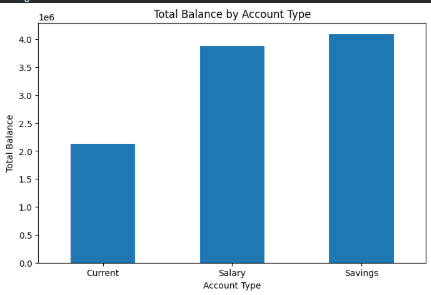 Total Balance by Account Type
1e6
4.0
3.5
3.0
2.5
2.0
1.5
1.0
0.5
0.0
Total Balance
Current Salary Savings
Account Type